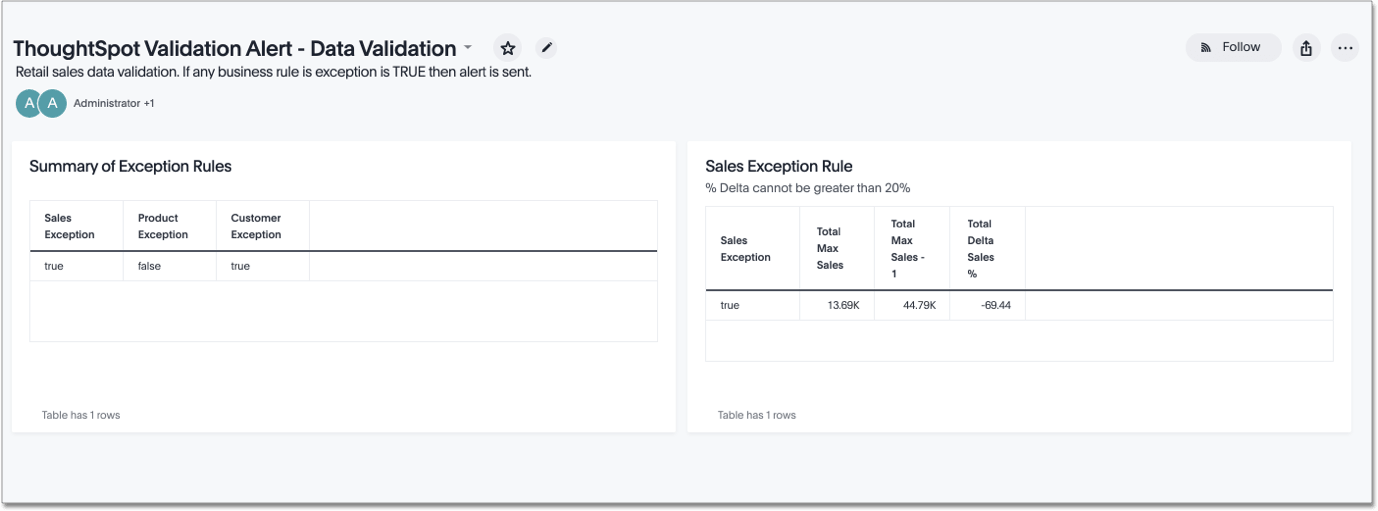 ThoughtSpot Validation Alert - Data Validation
Follow
Retail sales data validation. If any business rule is exception is TRUE then alert is sent.
A A Administrator +1
Summary of Exception Rules
Sales Exception
Product Exception
Customer Exception
true false true
Table has 1 rows
Sales Exception Rule
% Delta cannot be greater than 20%
Sales Exception
Total Max Sales
Total Max Sales - 1
Total Delta Sales %
true 13.69K 44.79K -69.44
Table has 1 rows